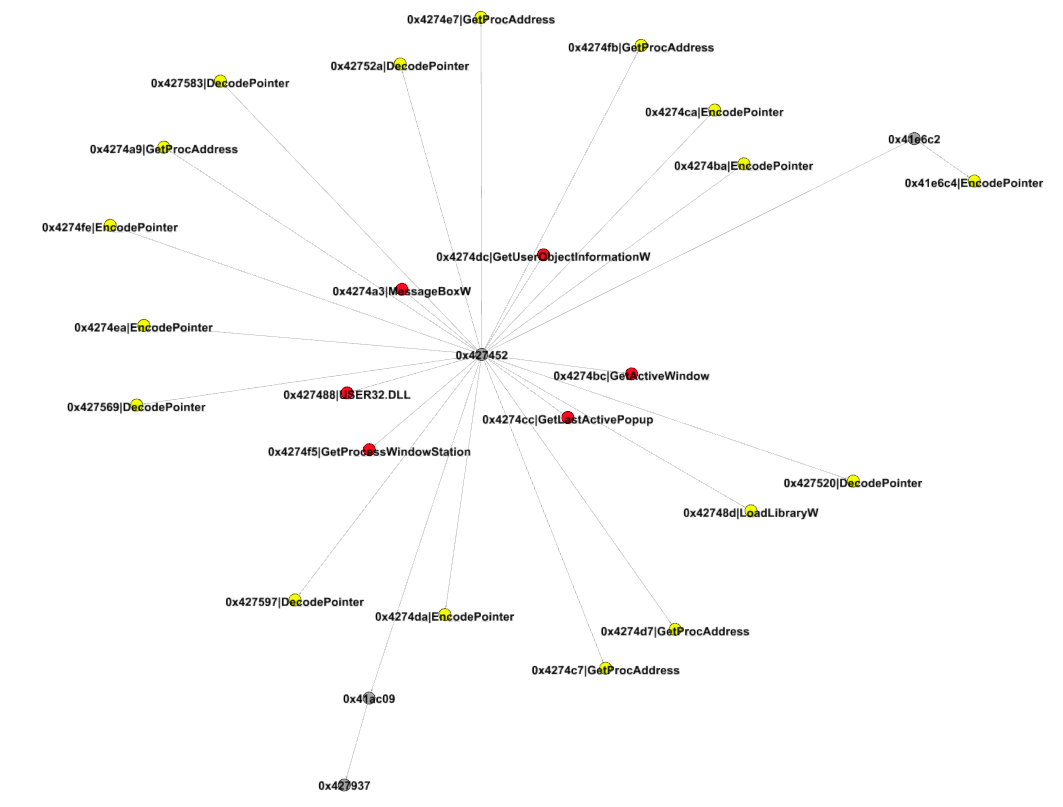 0x4274e7|GetProcAddress
0x4274fb|GetProcAddress
0x42752a|DecodePointer
0x427583|DecodePointer
0x4274ca|EncodePointer
0x41e6c2
0x4274a9|GetProcAddress
0x4274ba|EncodePointer
0x41e6c4|EncodePointer
0x4274fe|EncodePointer
0x4274dc|GetUserObjectInformationW
0x4274a3|MessageBoxW
0x4274ea|EncodePointer
0x427452
0x4274bc|GetActiveWindow
0x427488|USER32.DLL
0x427569|DecodePointer
0x4274cc|GetLastActivePopup
0x4274f5|GetProcessWindowStation
0x427520|DecodePointer
0x42748d|LoadLibraryW
0x427597|DecodePointer
0x4274da|EncodePointer
0x4274d7|GetProcAddress
0x4274c7|GetProcAddress
0x41ac09
0x427937